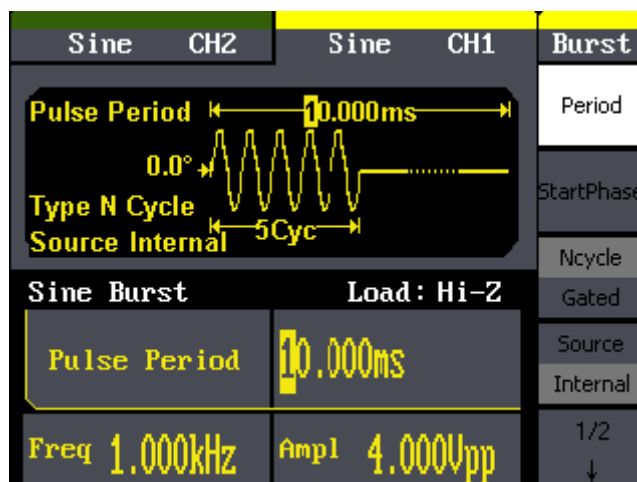 Sine CH2 Sine CH1 Burst
Pulse Period 10.000ms
0.0°
Type N Cycle
5Cyc
Source Internal
Period
StartPhase
Ncycle
Gated
Source
Internal
1/2
Sine Burst Load: Hi-Z
Pulse Period 10.000ms
Freq 1.000kHz Ampl 4.000Vpp